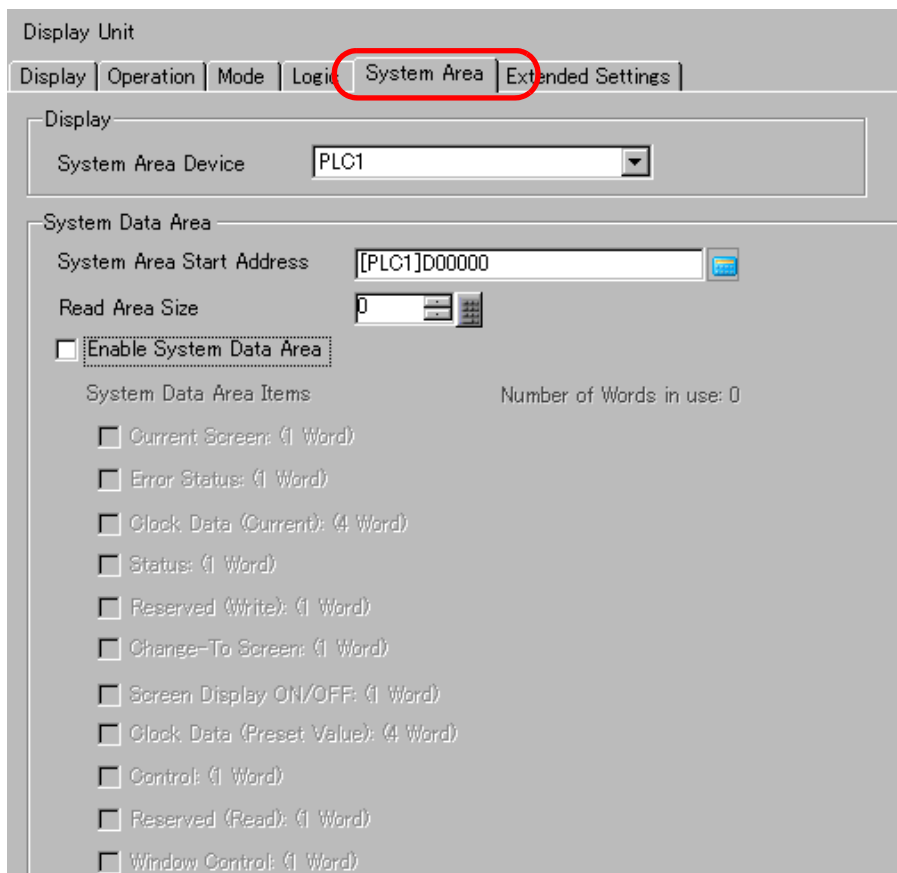 Display Unit
Display Operation Mode Logic System Area Extended Settings
Display
System Area Device PLC1
System Data Area
System Area Start Address [PLC1]D00000
Read Area Size 0
Enable System Data Area
System Data Area Items Number of Words in use: 0
Current Screen: (1 Word)
Error Status: (1 Word)
Clock Data (Current): (4 Word)
Status: (1 Word)
Reserved (Write): (1 Word)
Change-To Screen: (1 Word)
Screen Display ON/OFF: (1 Word)
Clock Data (Preset Value): (4 Word)
Control: (1 Word)
Reserved (Read): (1 Word)
Window Control: (1 Word)